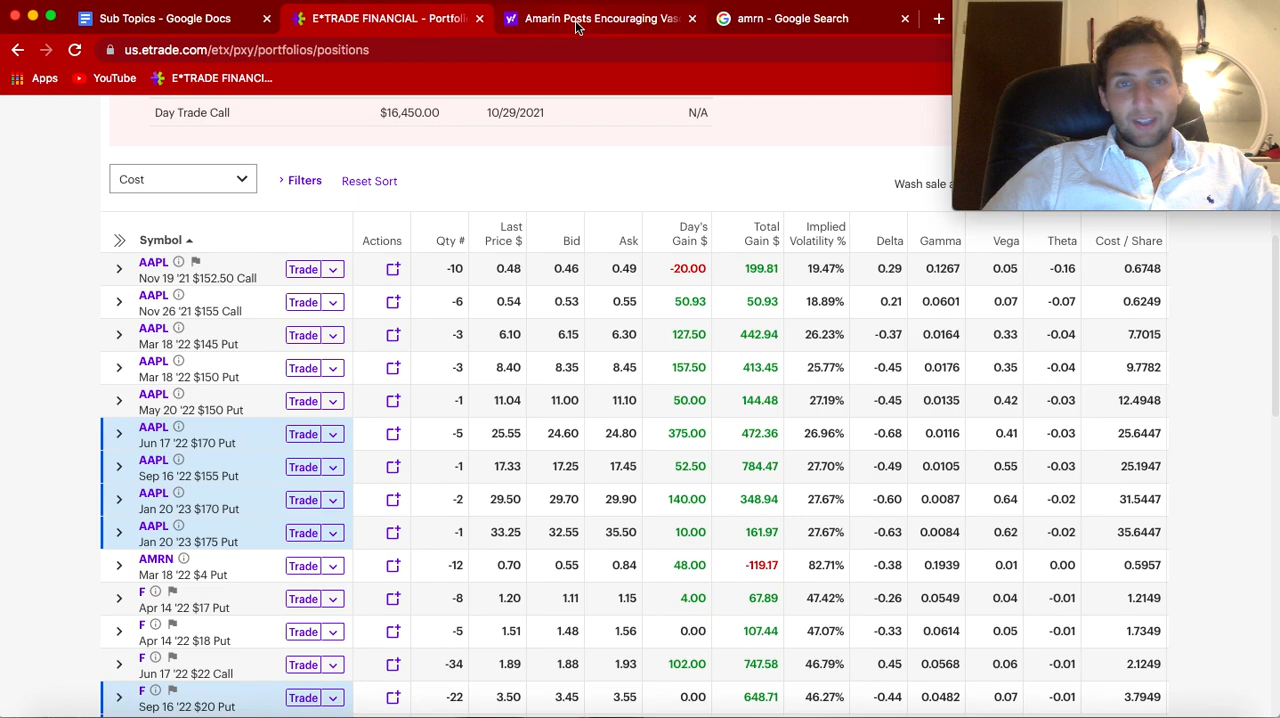 Sub Topics - Google Docs
E*TRADE FINANCIAL - Portfoli
Amarin Posts Encouraging Vas
amrn - Google Search
us.etrade.com/etx/pxy/portfolios/positions
Apps YouTube E*TRADE FINANCI...
Day Trade Call $16,450.00 10/29/2021 N/A
Cost Filters Reset Sort Wash sale
Symbol Actions Qty # Last Price $ Bid Ask Day's Gain $ Total Gain $ Implied Volatility % Delta Gamma Vega Theta Cost / Share
AAPL Trade -10 0.48 0.46 0.49 -20.00 199.81 19.47% 0.29 0.1267 0.05 -0.16 0.6748
Nov 19 '21 $152.50 Call
AAPL Trade -6 0.54 0.53 0.55 50.93 50.93 18.89% 0.21 0.0601 0.07 -0.07 0.6249
Nov 26 '21 $155 Call
AAPL Trade -3 6.10 6.15 6.30 127.50 442.94 26.23% -0.37 0.0164 0.33 -0.04 7.7015
Mar 18 '22 $145 Put
AAPL Trade -3 8.40 8.35 8.45 157.50 413.45 25.77% -0.45 0.0176 0.35 -0.04 9.7782
Mar 18 '22 $150 Put
AAPL Trade -1 11.04 11.00 11.10 50.00 144.48 27.19% -0.45 0.0135 0.42 -0.03 12.4948
May 20 '22 $150 Put
AAPL Trade -5 25.55 24.60 24.80 375.00 472.36 26.96% -0.68 0.0116 0.41 -0.03 25.6447
Jun 17 '22 $170 Put
AAPL Trade -1 17.33 17.25 17.45 52.50 784.47 27.70% -0.49 0.0105 0.55 -0.03 25.1947
Sep 16 '22 $155 Put
AAPL Trade -2 29.50 29.70 29.90 140.00 348.94 27.67% -0.60 0.0087 0.64 -0.02 31.5447
Jan 20 '23 $170 Put
AAPL Trade -1 33.25 32.55 35.50 10.00 161.97 27.67% -0.62 0.0084 0.62 -0.02 35.6447
Jan 20 '23 $175 Put
AMRN Trade -12 0.70 0.55 0.84 48.00 -119.17 82.71% -0.38 0.1939 0.01 0.00 0.5957
Mar 18 '22 $4 Put
F Trade -8 1.20 1.11 1.15 4.00 67.89 47.42% -0.26 0.0549 0.04 -0.01 1.2149
Apr 14 '22 $17 Put
F Trade -5 1.51 1.48 1.56 0.00 107.44 47.07% -0.33 0.0614 0.05 -0.01 1.7349
Apr 14 '22 $18 Put
F Trade -34 1.89 1.88 1.93 102.00 747.58 46.79% 0.45 0.0568 0.06 -0.01 2.1249
Jun 17 '22 $22 Call
F Trade -22 3.50 3.45 3.55 0.00 648.71 46.27% -0.44 0.0482 0.07 -0.01 3.7949
Sep 16 '22 $20 Put